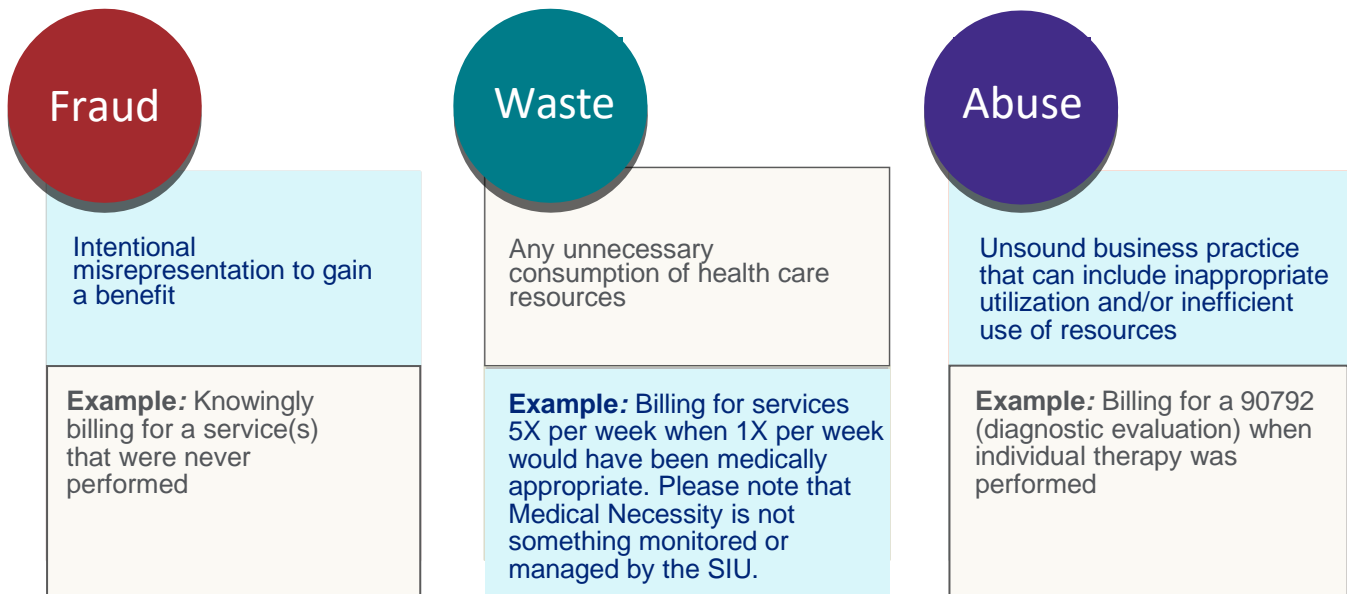 Fraud
Intentional
misrepresentation to gain
a benefit
Example: Knowingly
billing for a service(s)
that were never
performed
Waste
Any unnecessary
consumption of health care
resources
Example: Billing for services
5X per week when 1X per week
would have been medically
appropriate. Please note that
Medical Necessity is not
something monitored or
managed by the SIU.
Abuse
Unsound business practice
that can include inappropriate
utilization and/or inefficient
use of resources
Example: Billing for a 90792
(diagnostic evaluation) when
individual therapy was
performed